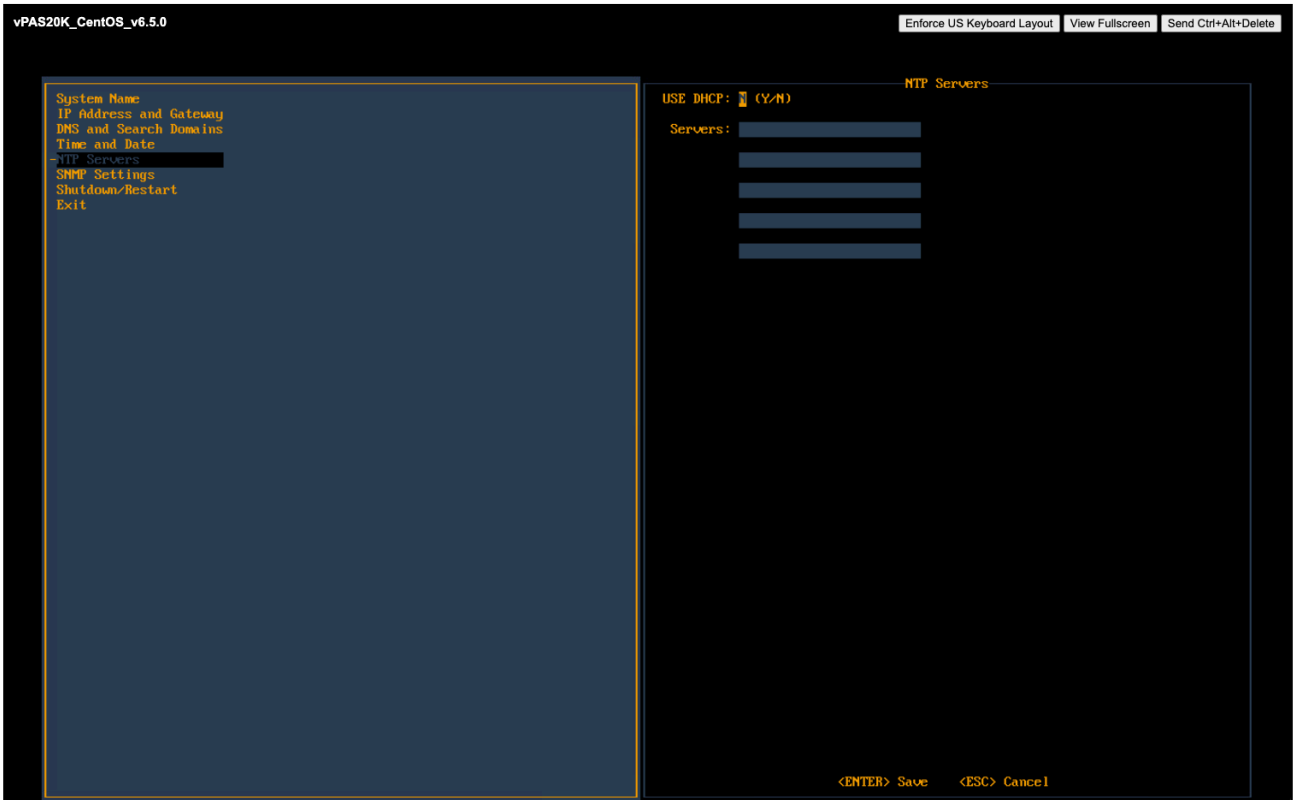 vPAS20K_CentOS_v6.5.0
Enforce US Keyboard Layout View Fullscreen Send Ctrl+Alt+Delete
System Name
IP Address and Gateway
DNS and Search Domains
Time and Date
NTP Servers
SNMP Settings
Shutdown/Restart
Exit
NTP Servers
USE DHCP: N (Y/N)
Servers:
<ENTER> Save <ESC> Cancel